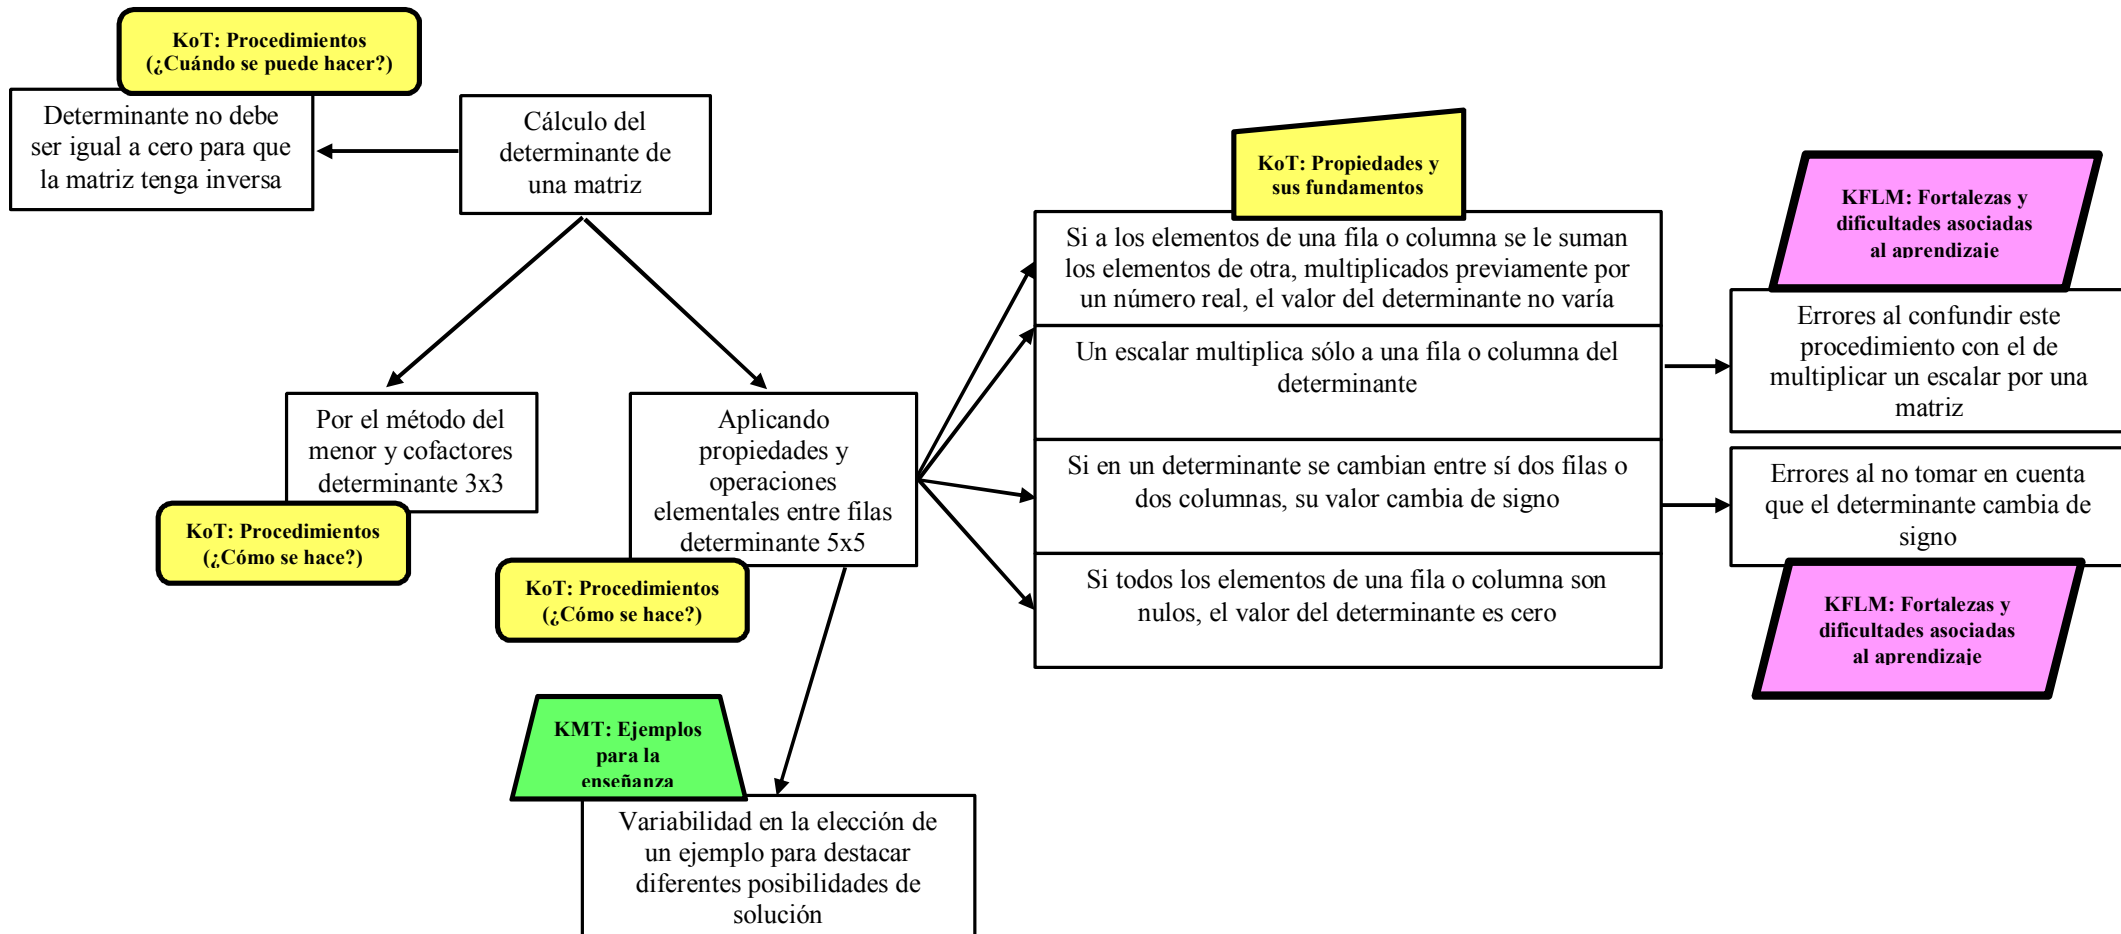 KoT: Procedimientos
(¿Cuándo se puede hacer?)
Determinante no debe
ser igual a cero para que
la matriz tenga inversa
Cálculo del
determinante de
una matriz
Por el método del
menor y cofactores
determinante 3x3
KoT: Procedimientos
(¿Cómo se hace?)
Aplicando
propiedades y
operaciones
elementales entre filas
determinante 5x5
KoT: Procedimientos
(¿Cómo se hace?)
KMT: Ejemplos
para la
enseñanza
Variabilidad en la elección de
un ejemplo para destacar
diferentes posibilidades de
solución
KoT: Propiedades y
sus fundamentos
Si a los elementos de una fila o columna se le suman
los elementos de otra, multiplicados previamente por
un número real, el valor del determinante no varía
Un escalar multiplica sólo a una fila o columna del
determinante
Si en un determinante se cambian entre sí dos filas o
dos columnas, su valor cambia de signo
Si todos los elementos de una fila o columna son
nulos, el valor del determinante es cero
KFLM: Fortalezas y
dificultades asociadas
al aprendizaje
Errores al confundir este
procedimiento con el de
multiplicar un escalar por una
matriz
Errores al no tomar en cuenta
que el determinante cambia de
signo
KFLM: Fortalezas y
dificultades asociadas
al aprendizaje